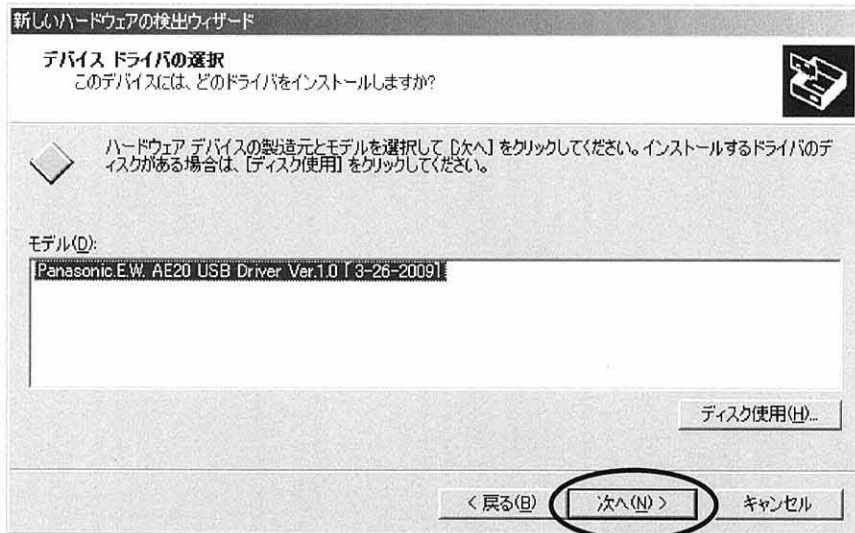 新しいハードウェアの検出ウィザード
デバイス ドライバの選択
このデバイスには、どのドライバをインストールしますか?
ハードウェア デバイスの製造元とモデルを選択して [次へ] をクリックしてください。インストールするドライバのデ
ィスクがある場合は、[ディスク使用] をクリックしてください。
モデル(D):
Panasonic.E.W. AE20 USB Driver Ver.1.0 [ 3-26-2009]
ディスク使用(H)...
< 戻る(B)
次へ(N) >
キャンセル